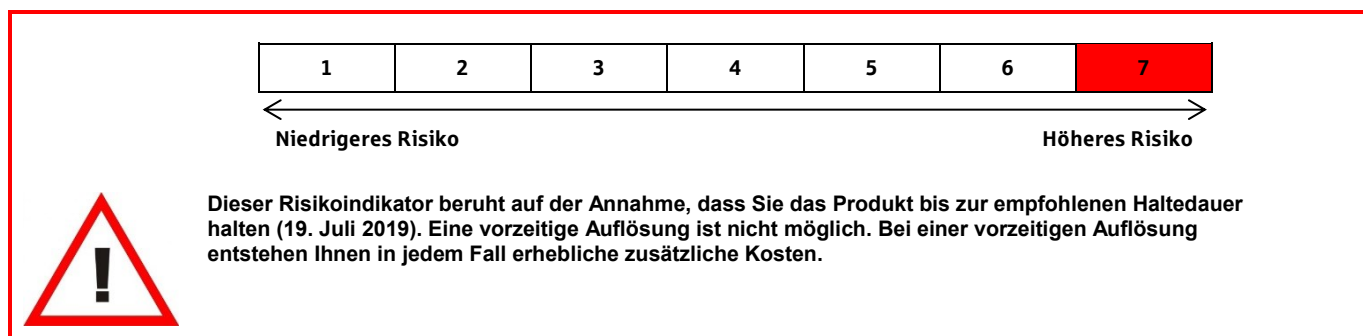 1 2 3 4 5 6 7
Niedrigeres Risiko Höheres Risiko
Dieser Risikoindikator beruht auf der Annahme, dass Sie das Produkt bis zur empfohlenen Haltedauer
halten (19. Juli 2019). Eine vorzeitige Auflösung ist nicht möglich. Bei einer vorzeitigen Auflösung
entstehen Ihnen in jedem Fall erhebliche zusätzliche Kosten.
!